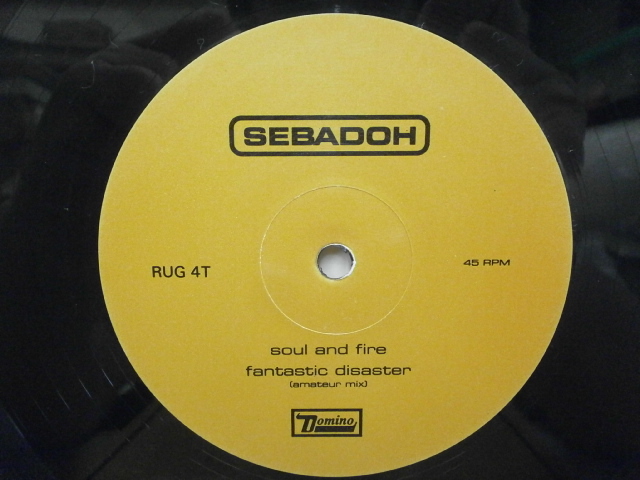 SEBADOH
RUG 4T
45 RPM
soul and fire
fantastic disaster
(amateur mix)
Domino